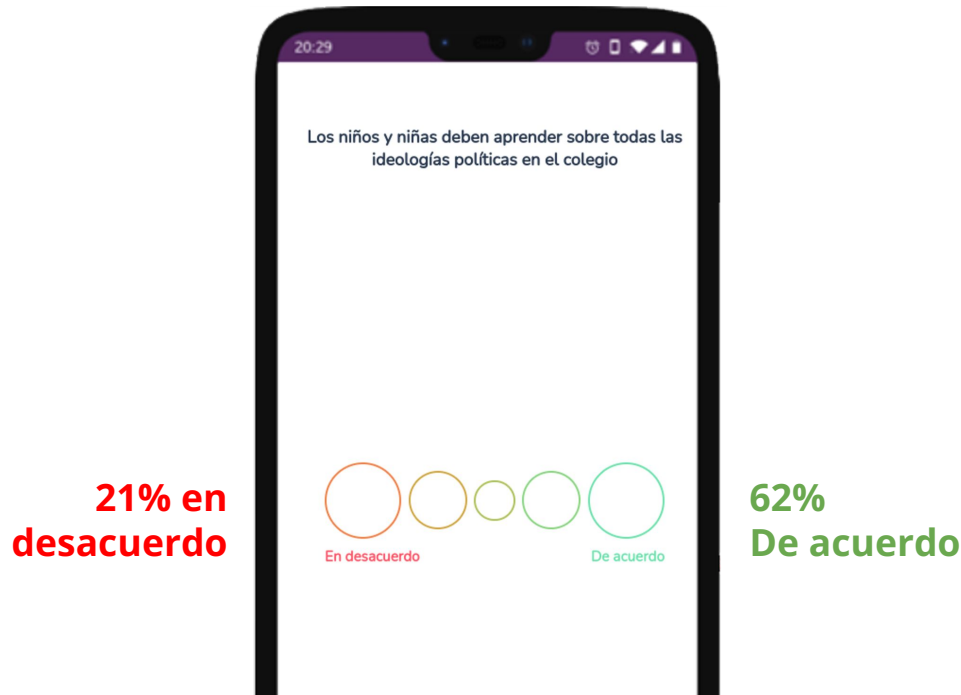 20:29
Los niños y niñas deben aprender sobre todas las
ideologías políticas en el colegio
21% en
desacuerdo
En desacuerdo
De acuerdo
62%
De acuerdo